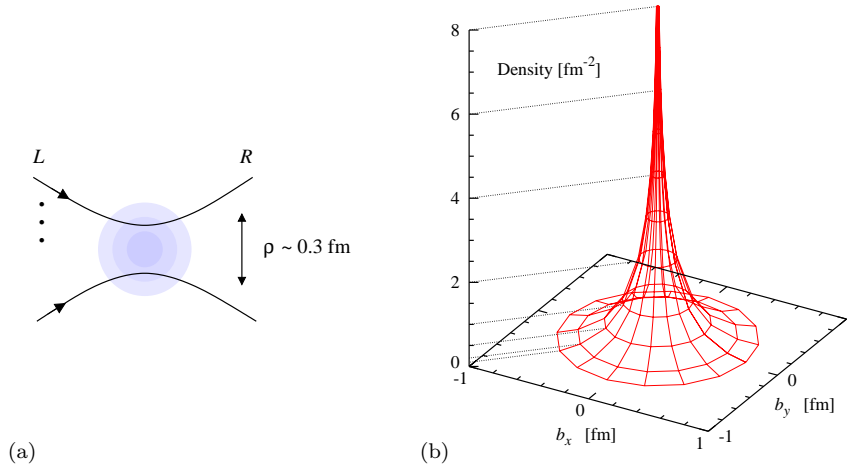 L R
ρ ~ 0.3 fm
(a)
8
Density [fm⁻²]
6
4
2
0
-1
0
1
b_x [fm]
-1
0
1
b_y [fm]
(b)